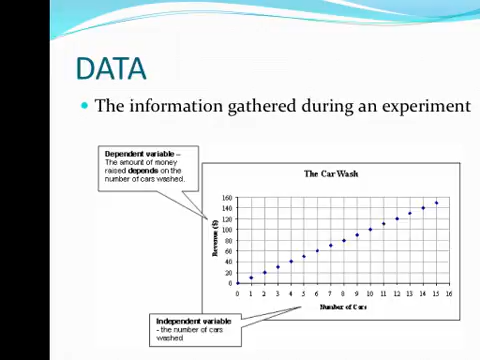 DATA
The information gathered during an experiment
Dependent variable –
The amount of money
raised depends on the
number of cars washed.
The Car Wash
Revenue ($)
160
140
120
100
80
60
40
20
0
0 1 2 3 4 5 6 7 8 9 10 11 12 13 14 15 16
Number of Cars
Independent variable
- the number of cars
washed